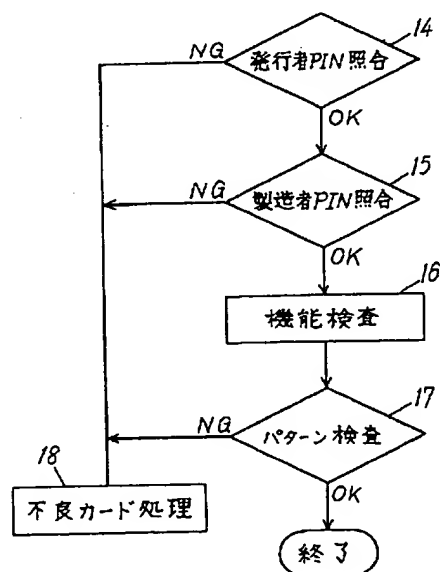 14
NG
発行者PIN照合
OK
15
NG
製造者PIN照合
OK
16
機能検査
17
NG
パターン検査
18
OK
不良カード処理
終了